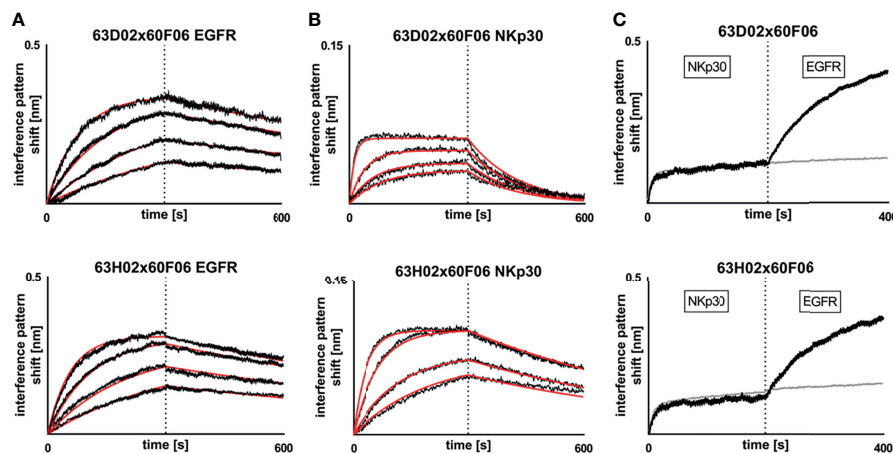 A
B
C
63D02x60F06 EGFR
63D02x60F06 NKp30
63D02x60F06
0.5
interference pattern
shift [nm]
0
time [s]
600
0.15
interference pattern
shift [nm]
0
time [s]
600
0.5
interference pattern
shift [nm]
NKp30
EGFR
0
time [s]
400
63H02x60F06 EGFR
63H02x60F06 NKp30
63H02x60F06
0.5
interference pattern
shift [nm]
0
time [s]
600
interference pattern
shift [nm]
0
time [s]
600
0.5
interference pattern
shift [nm]
NKp30
EGFR
0
time [s]
400